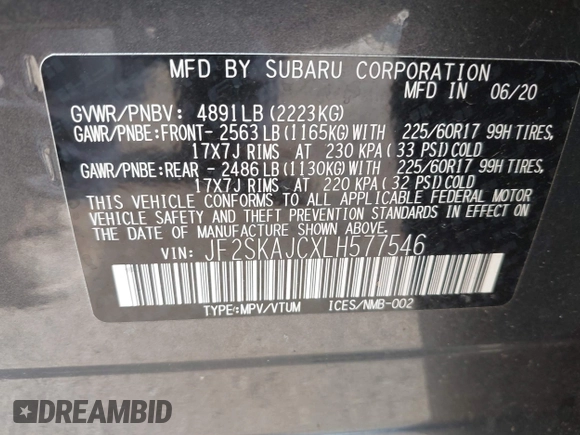 MFD BY SUBARU CORPORATION
MFD IN 06/20
GVWR/PNBV: 4891LB (2223KG)
GAWR/PNBE:FRONT- 2563 LB (1165KG) WITH 225/60R17 99H TIRES,
17X7J RIMS AT 230 KPA (33 PSI) COLD
GAWR/PNBE:REAR - 2486 LB (1130KG) WITH 225/60R17 99H TIRES,
17X7J RIMS AT 220 KPA (32 PSI) COLD
THIS VEHICLE CONFORMS TO ALL APPLICABLE FEDERAL MOTOR
VEHICLE SAFETY AND THEFT PREVENTION STANDARDS IN EFFECT ON
THE DATE OF MANUFACTURE SHOWN ABOVE.
VIN: JF2SKAJCXLH577546
TYPE:MPV/VTUM ICES/NMB-002
DREAMBID